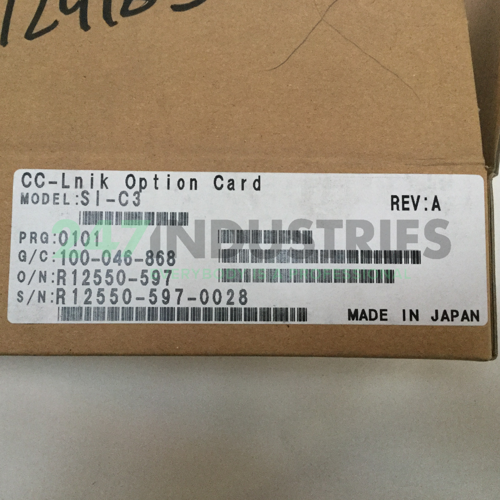 CC-Lnik Option Card
MODEL:SI-C3
REV:A
PRG:0101
G/C:100-046-868
O/N:R12550-597
S/N:R12550-597-0028
MADE IN JAPAN
247INDUSTRIES